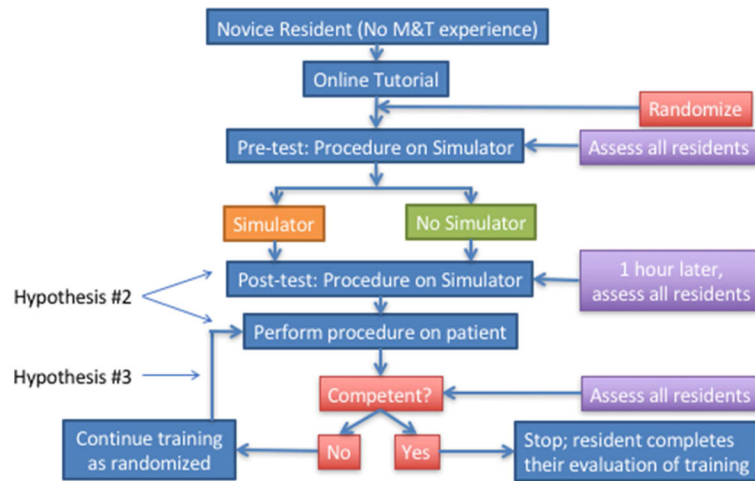 Novice Resident (No M&T experience)
Online Tutorial
Randomize
Pre-test: Procedure on Simulator
Assess all residents
Simulator
No Simulator
Hypothesis #2
Post-test: Procedure on Simulator
1 hour later,
assess all residents
Perform procedure on patient
Hypothesis #3
Competent?
Assess all residents
Continue training
as randomized
No
Yes
Stop; resident completes
their evaluation of training